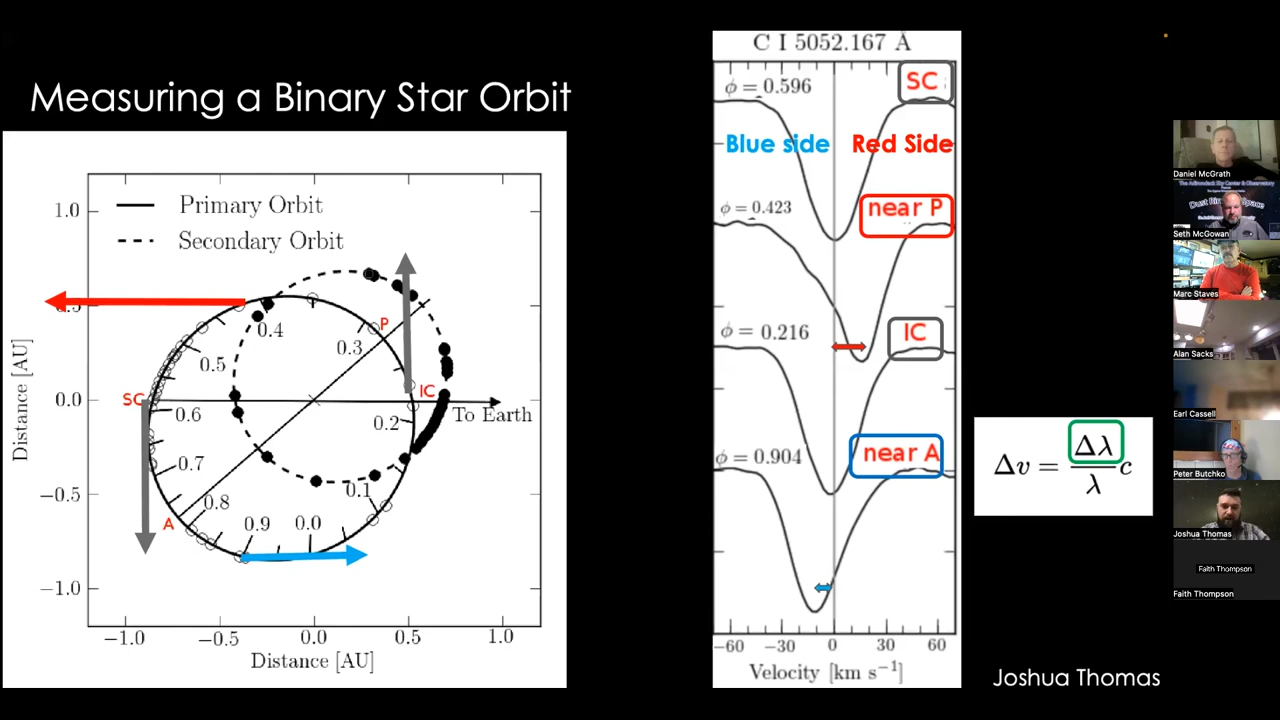 Measuring a Binary Star Orbit
Primary Orbit
Secondary Orbit
1.0
0.5
0.0
−0.5
−1.0
Distance [AU]
−1.0
−0.5
0.0
0.5
1.0
Distance [AU]
0.4
P
0.3
0.5
SC
IC
To Earth
0.6
0.2
0.7
0.1
0.8
A
0.9
0.0
C I 5052.167 Å
ϕ = 0.596
SC
Blue side
Red Side
ϕ = 0.423
near P
ϕ = 0.216
IC
ϕ = 0.904
near A
−60 −30 0 30 60
Velocity [km s⁻¹]
Δv = Δλ/λ c
Joshua Thomas
Daniel McGrath
The Adirondack Sky Center & Observatory
Seth McGowan
Marc Staves
Alan Sacks
Earl Cassell
Peter Butchko
Joshua Thomas
Faith Thompson
Faith Thompson